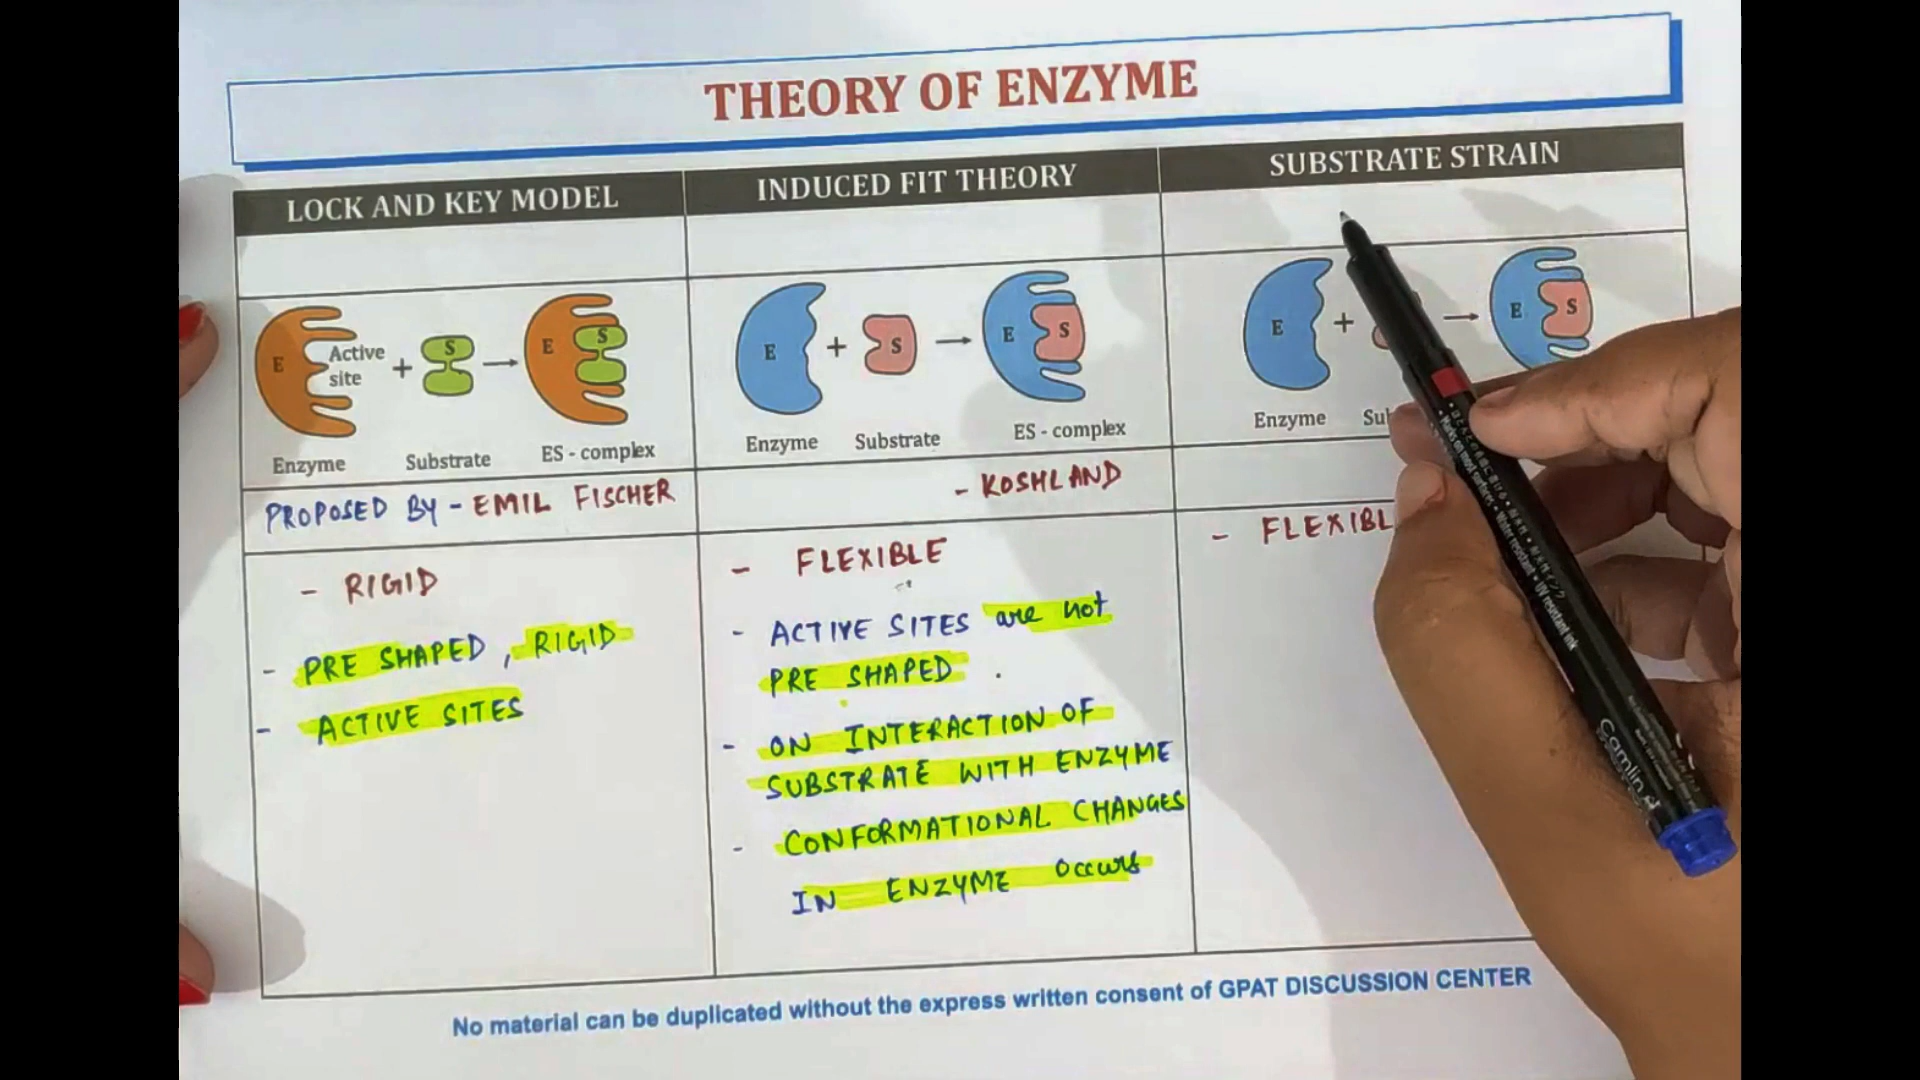 THEORY OF ENZYME
LOCK AND KEY MODEL
INDUCED FIT THEORY
SUBSTRATE STRAIN
E
Active
site
+
S
E
S
Enzyme
Substrate
ES - complex
E
+
S
E
S
Enzyme
Substrate
ES - complex
E
+
E
S
Enzyme
PROPOSED BY - EMIL FISCHER
- KOSHLAND
- RIGID
- PRE SHAPED, RIGID
- ACTIVE SITES
- FLEXIBLE
- ACTIVE SITES are not
PRE SHAPED .
- ON INTERACTION OF
SUBSTRATE WITH ENZYME
- CONFORMATIONAL CHANGES
IN ENZYME occurs
- FLEXIBL
No material can be duplicated without the express written consent of GPAT DISCUSSION CENTER
Camlin